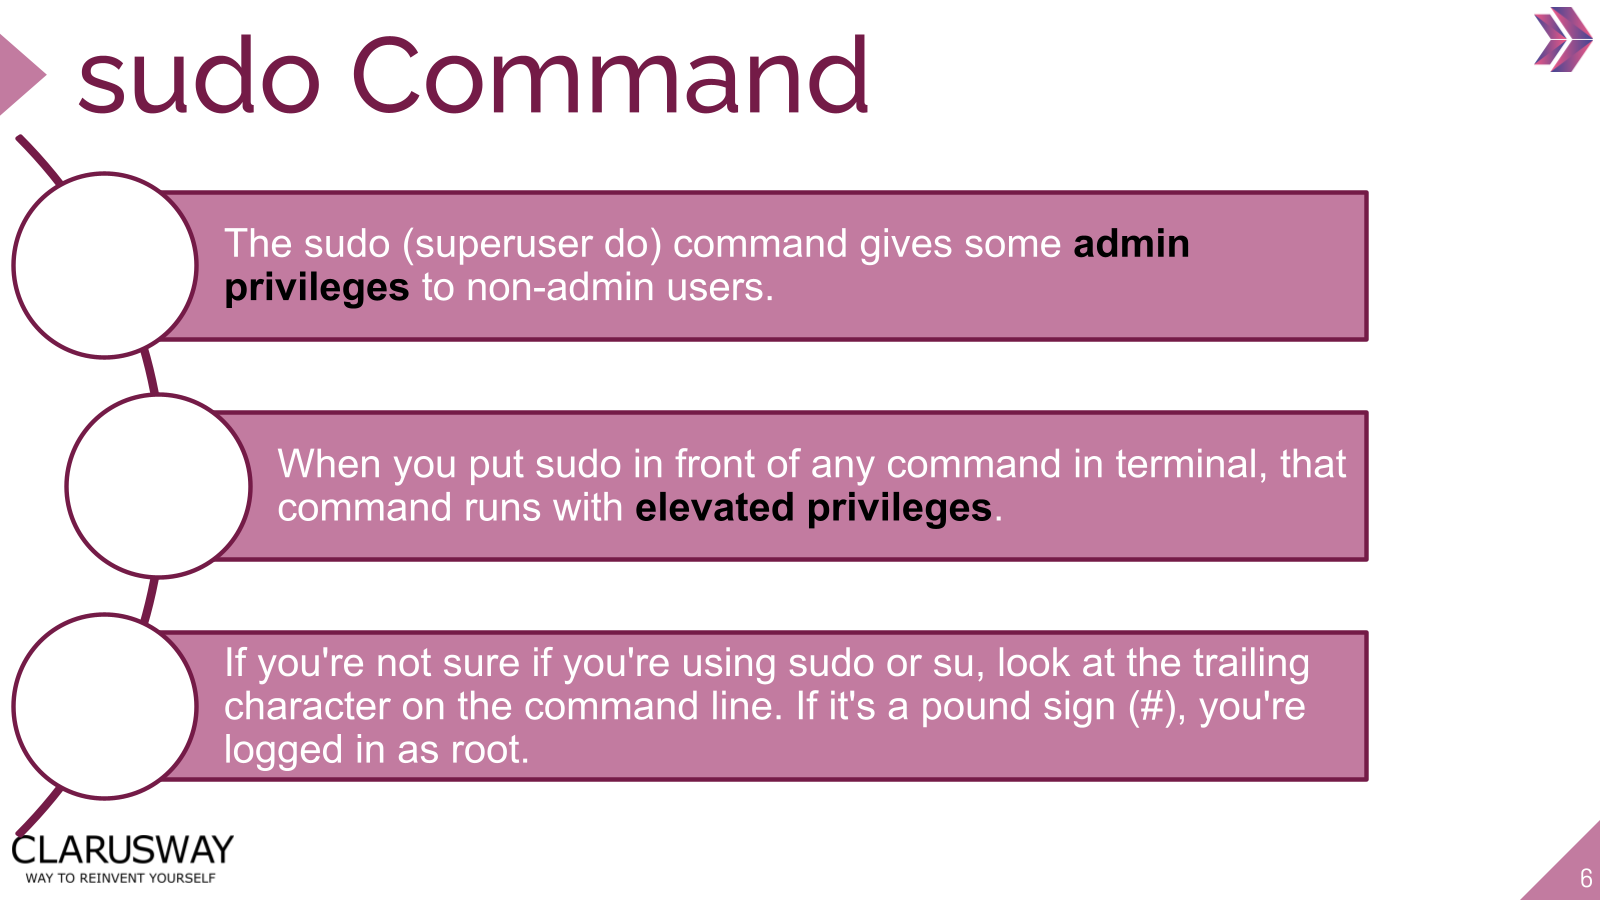 sudo Command
The sudo (superuser do) command gives some admin
privileges to non-admin users.
When you put sudo in front of any command in terminal, that
command runs with elevated privileges.
If you're not sure if you're using sudo or su, look at the trailing
character on the command line. If it's a pound sign (#), you're
logged in as root.
CLARUSWAY
WAY TO REINVENT YOURSELF
6